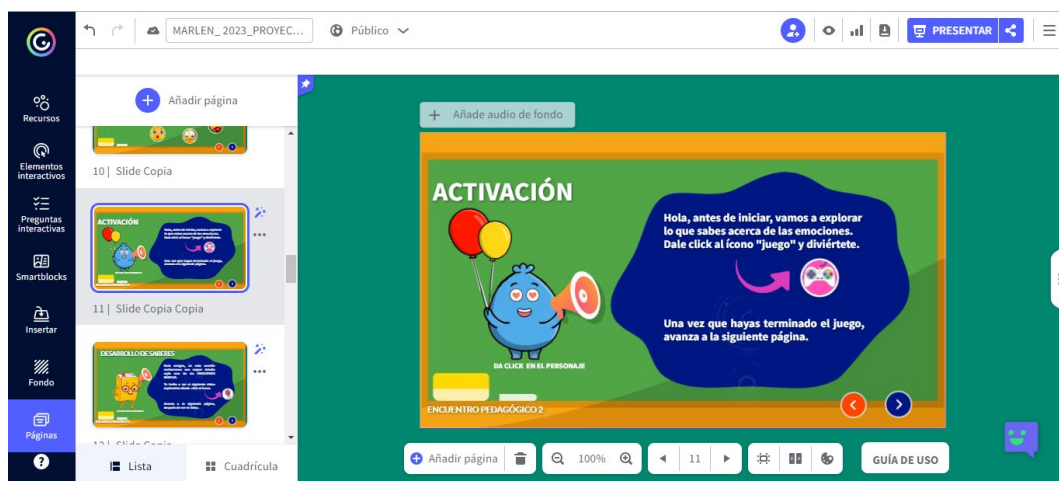 MARLEN_ 2023_PROYEC...
Público
PRESENTAR
Recursos
Elementos
interactivos
Preguntas
interactivas
Smartblocks
Insertar
Fondo
Páginas
?
Añadir página
10 | Slide Copia
ACTIVACIÓN
11 | Slide Copia Copia
DESARROLLO DE SABERES
Lista
Cuadrícula
Añade audio de fondo
ACTIVACIÓN
Hola, antes de iniciar, vamos a explorar
lo que sabes acerca de las emociones.
Dale click al ícono "juego" y diviértete.
Una vez que hayas terminado el juego,
avanza a la siguiente página.
DA CLICK EN EL PERSONAJE
ENCUENTRO PEDAGÓGICO 2
Añadir página
100%
11
GUÍA DE USO